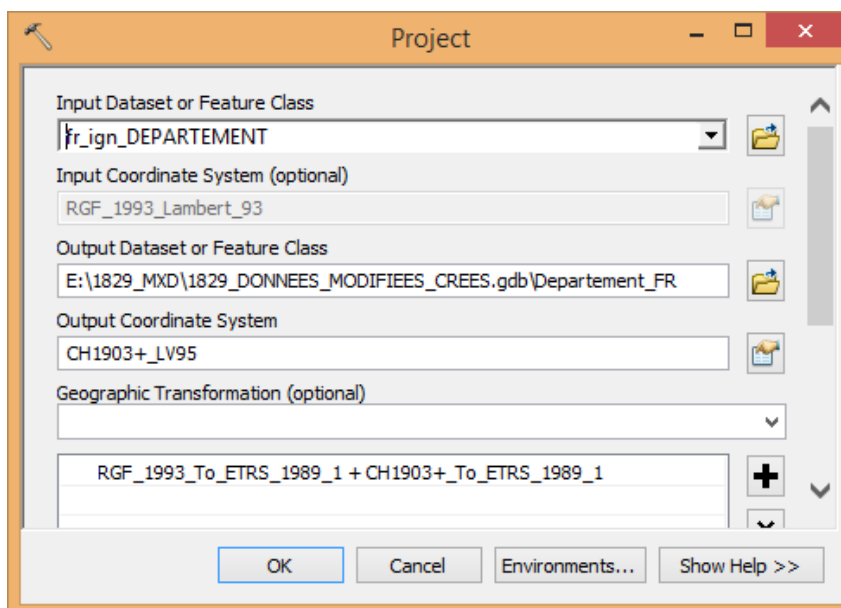 Project
Input Dataset or Feature Class
fr_ign_DEPARTEMENT
Input Coordinate System (optional)
RGF_1993_Lambert_93
Output Dataset or Feature Class
E:\1829_MXD\1829_DONNEES_MODIFIEES_CREES.gdb\Departement_FR
Output Coordinate System
CH1903+_LV95
Geographic Transformation (optional)
RGF_1993_To_ETRS_1989_1 + CH1903+_To_ETRS_1989_1
OK Cancel Environments... Show Help >>